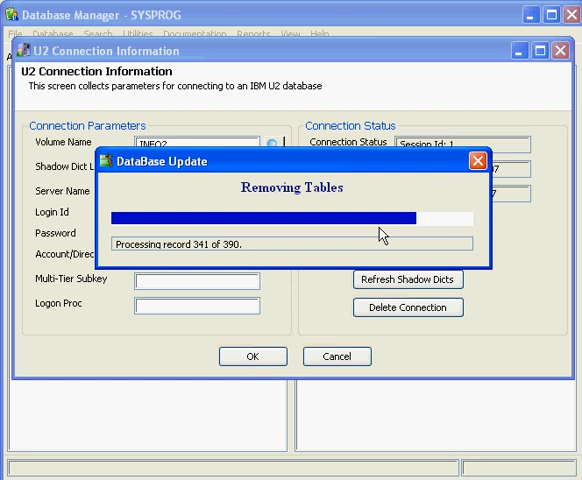 Database Manager - SYSPROG
File Database Search Utilities Documentation Reports View Help
U2 Connection Information
U2 Connection Information
This screen collects parameters for connecting to an IBM U2 database
Connection Parameters
Volume Name
INFO2
Shadow Dict L
Server Name
Login Id
Password
Account/Direc
Multi-Tier Subkey
Logon Proc
Connection Status
Connection Status
Session Id: 1
DataBase Update
Removing Tables
Processing record 341 of 390.
Refresh Shadow Dicts
Delete Connection
OK
Cancel